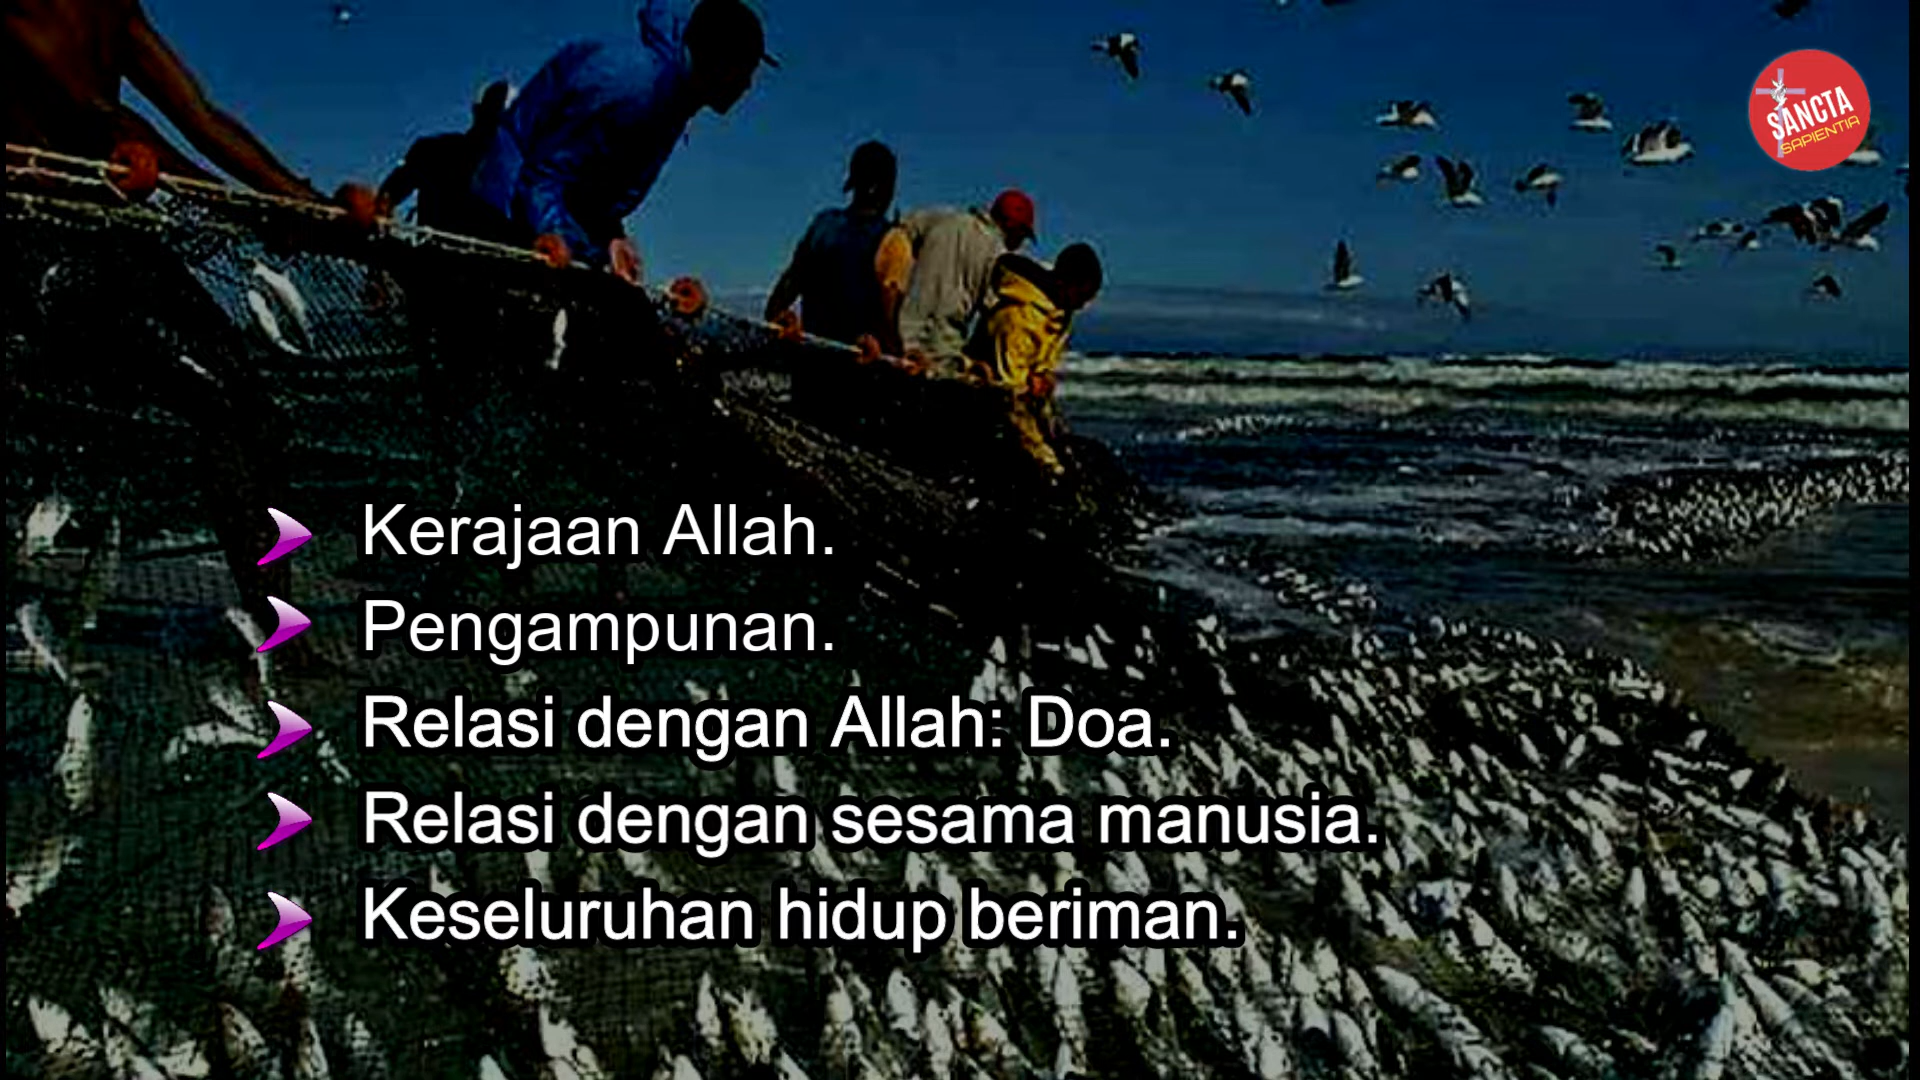 SANCTA
SAPIENTIA
Kerajaan Allah.
Pengampunan.
Relasi dengan Allah: Doa.
Relasi dengan sesama manusia.
Keseluruhan hidup beriman.